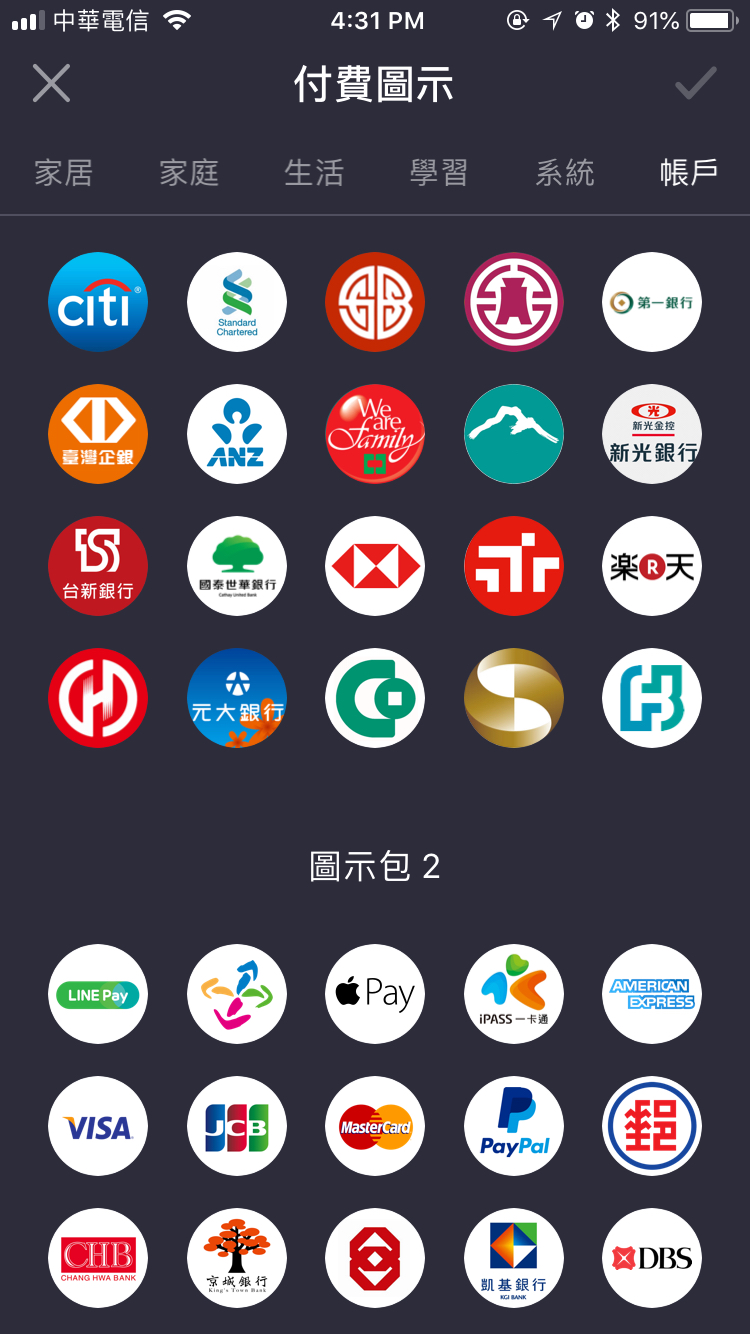 中華電信 4:31 PM 91%
付費圖示
家居 家庭 生活 學習 系統 帳戶
citi®
Standard
Chartered
第一銀行
臺灣企銀
ANZ
We
are
Family
光
新光金控
新光銀行
台新銀行
國泰世華銀行
Cathay United Bank
楽R天
元大銀行
圖示包 2
LINE Pay
Pay
iPASS 一卡通
AMERICAN
EXPRESS
VISA
JCB
MasterCard
PayPal
郵
CHB
CHANG HWA BANK
京城銀行
King's Town Bank
凱基銀行
KGI BANK
DBS